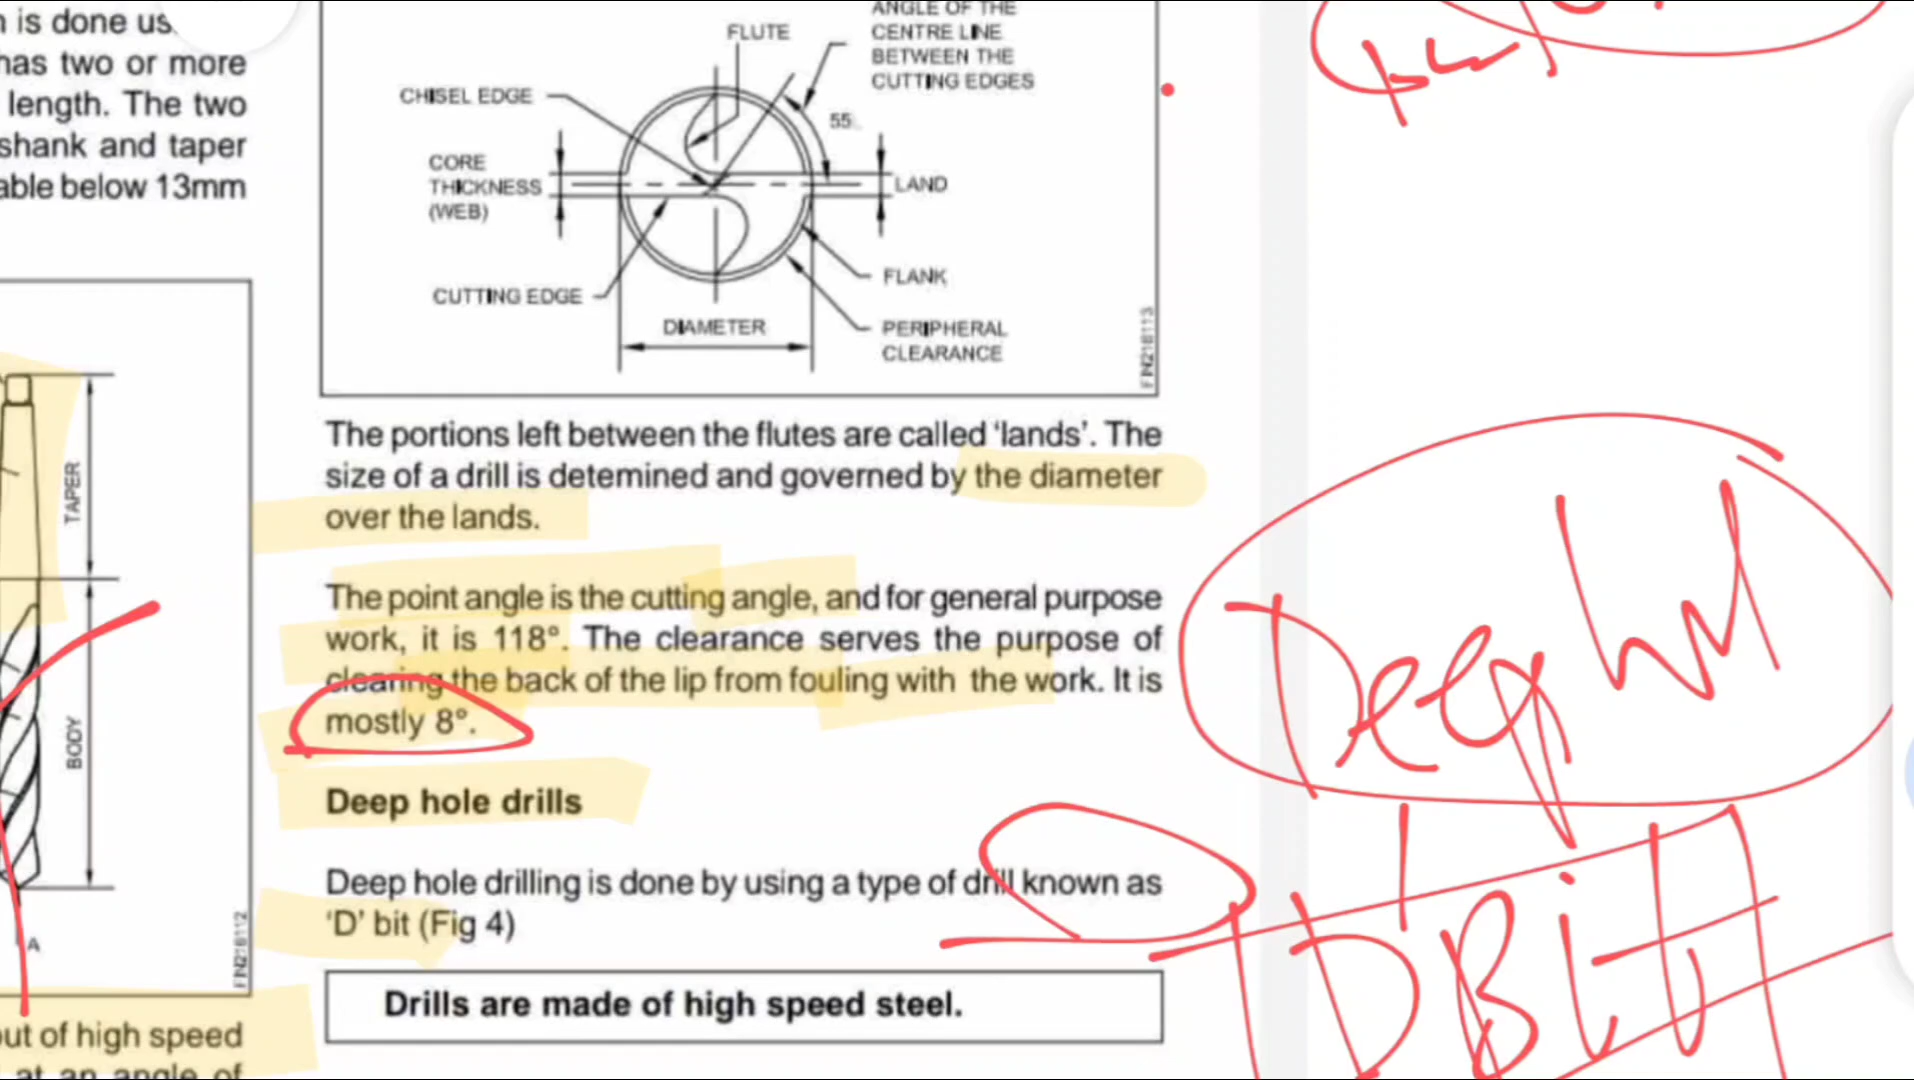 n is done us
has two or more
length. The two
shank and taper
able below 13mm
TAPER
BODY
A
FIN216112
out of high speed
at an angle of
FLUTE
ANGLE OF THE
CENTRE LINE
BETWEEN THE
CUTTING EDGES
CHISEL EDGE
55
CORE
THICKNESS
(WEB)
LAND
CUTTING EDGE
FLANK
DIAMETER
PERIPHERAL
CLEARANCE
FIN216113
The portions left between the flutes are called ‘lands’. The
size of a drill is detemined and governed by the diameter
over the lands.
The point angle is the cutting angle, and for general purpose
work, it is 118°. The clearance serves the purpose of
clearing the back of the lip from fouling with the work. It is
mostly 8°.
Deep hole drills
Deep hole drilling is done by using a type of drill known as
‘D’ bit (Fig 4)
Drills are made of high speed steel.
Deep
D Bit